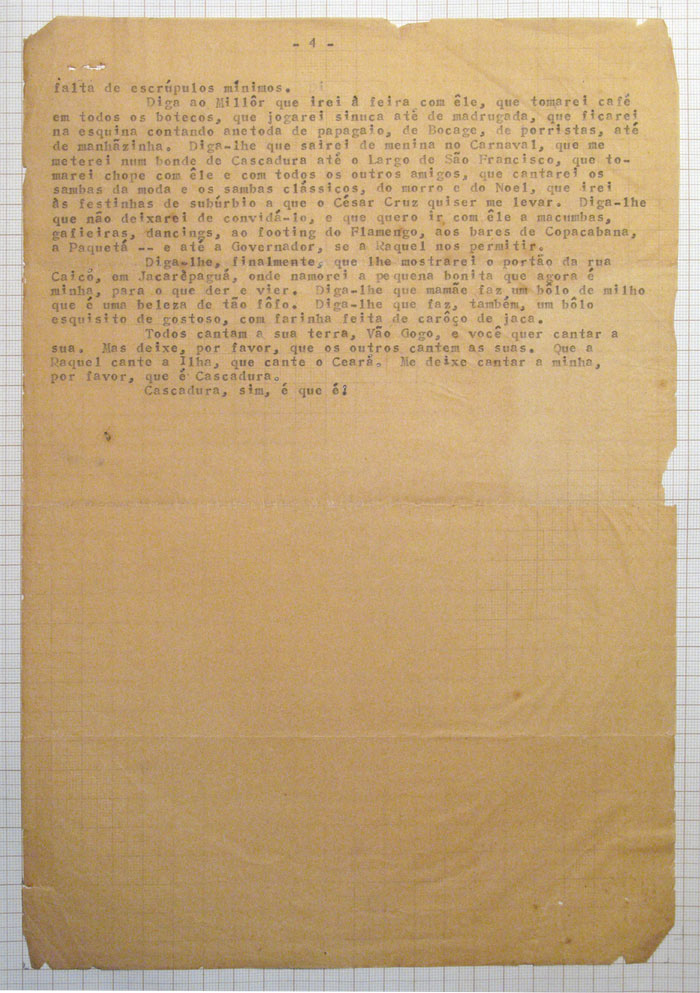 - 4 -
falta de escrúpulos mínimos. Di
Diga ao Millôr que irei à feira com êle, que tomarei café
em todos os botecos, que jogarei sinuca até de madrugada, que ficarei
na esquina contando anedota de papagaio, de Bocage, de porristas, até
de manhãzinha. Diga-lhe que sairei de menina no Carnaval, que me
meterei num bonde de Cascadura até o Largo de São Francisco, que to-
marei chope com êle e com todos os outros amigos, que cantarei os
sambas da moda e os sambas clássicos, do morro e do Noel, que irei
às festinhas de subúrbio a que o César Cruz quiser me levar. Diga-lhe
que não deixarei de convidá-lo, e que quero ir com êle a macumbas,
gafieiras, dancings, ao footing do Flamengo, aos bares de Copacabana,
a Paquetá -- e até a Governador, se a Raquel nos permitir.
Diga-lhe, finalmente, que lhe mostrarei o portão da rua
Caicó, em Jacarèpaguá, onde namorei a pequena bonita que agora é
minha, para o que der e vier. Diga-lhe que mamãe faz um bôlo de milho
que é uma beleza de tão fôfo. Diga-lhe que faz, também, um bôlo
esquisito de gostoso, com farinha feita de carôço de jaca.
Todos cantam a sua terra, Vão Gogo, e você quer cantar a
sua. Mas deixe, por favor, que os outros cantem as suas. Que a
Raquel cante a Ilha, que cante o Ceará. Me deixe cantar a minha,
por favor, que é Cascadura.
Cascadura, sim, é que é!